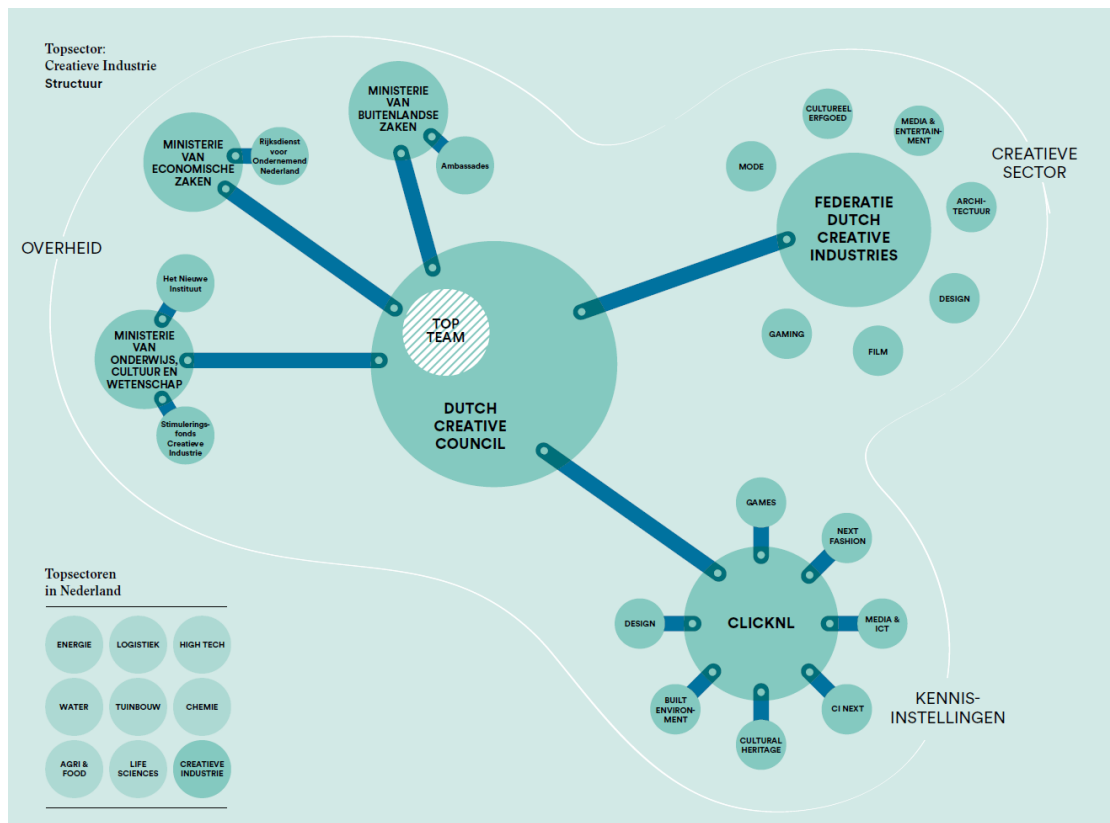 Topsector:
Creatieve Industrie
Structuur
MINISTERIE
VAN
BUITENLANDSE
ZAKEN
Ambassades
MINISTERIE
VAN
ECONOMISCHE
ZAKEN
Rijksdienst
voor
Ondernemend
Nederland
OVERHEID
Het Nieuwe
Instituut
MINISTERIE
VAN
ONDERWIJS,
CULTUUR EN
WETENSCHAP
Stimulerings-
fonds
Creatieve
Industrie
TOP
TEAM
DUTCH
CREATIVE
COUNCIL
CULTUREEL
ERFGOED
MEDIA &
ENTERTAIN-
MENT
MODE
CREATIEVE
SECTOR
FEDERATIE
DUTCH
CREATIVE
INDUSTRIES
ARCHI-
TECTUUR
DESIGN
GAMING
FILM
GAMES
NEXT
FASHION
DESIGN
CLICKNL
MEDIA &
ICT
BUILT
ENVIRON-
MENT
CULTURAL
HERITAGE
CI NEXT
KENNIS-
INSTELLINGEN
Topsectoren
in Nederland
ENERGIE
LOGISTIEK
HIGH TECH
WATER
TUINBOUW
CHEMIE
AGRI &
FOOD
LIFE
SCIENCES
CREATIEVE
INDUSTRIE